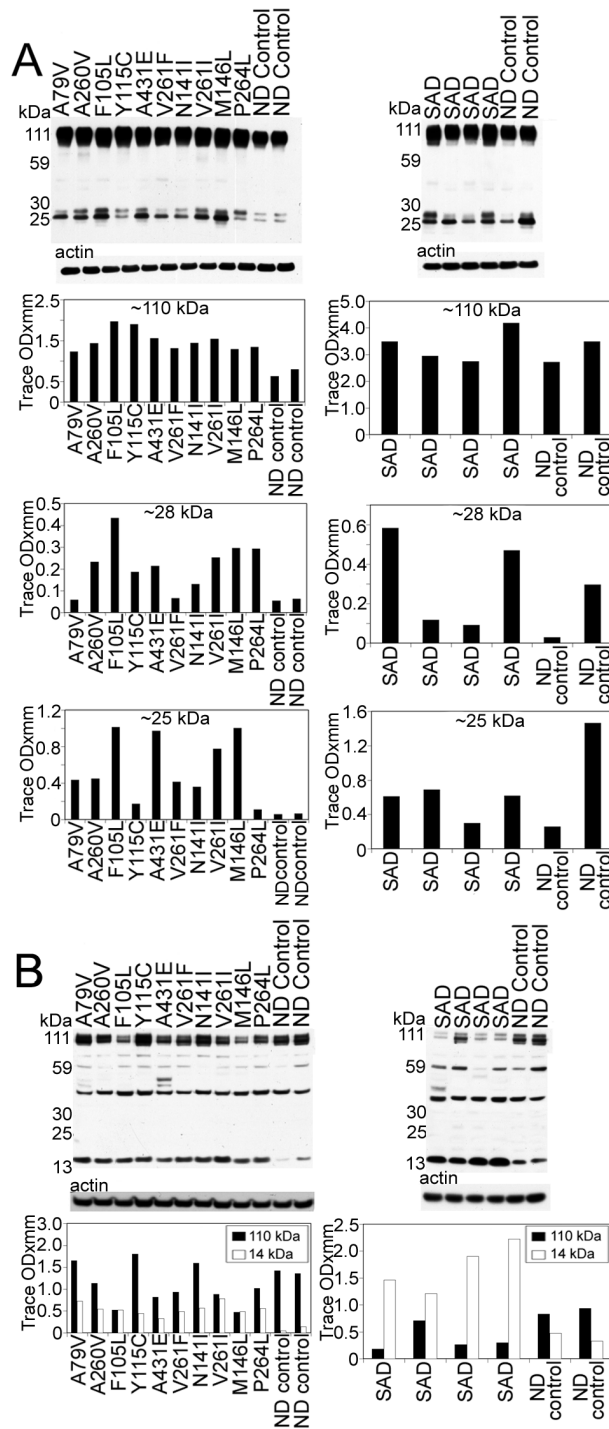 A
A79V
A260V
F105L
Y115C
A431E
V261F
N141I
V261I
M146L
P264L
ND Control
ND Control
kDa
111
59
30
25
actin
SAD
SAD
SAD
SAD
ND Control
ND Control
kDa
111
59
30
25
actin
~110 kDa
Trace ODxmm
2.5
1.5
1.0
0
A79V
A260V
F105L
Y115C
A431E
V261F
N141I
V261I
M146L
P264L
ND control
ND control
~110 kDa
Trace ODxmm
5.0
4.0
3.0
2.0
1.0
0
SAD
SAD
SAD
SAD
ND control
ND control
~28 kDa
Trace ODxmm
0.5
0.3
0.2
0.1
0
A79V
A260V
F105L
Y115C
A431E
V261F
N141I
V261I
M146L
P264L
ND control
ND control
~28 kDa
Trace ODxmm
0.6
0.4
0.2
0
SAD
SAD
SAD
SAD
ND control
ND control
~25 kDa
Trace ODxmm
1.2
0.8
0.4
0
A79V
A260V
F105L
Y115C
A431E
V261F
N141I
V261I
M146L
P264L
NDcontrol
NDcontrol
~25 kDa
Trace ODxmm
1.6
1.2
0.8
0.4
0
SAD
SAD
SAD
SAD
ND control
ND control
B
A79V
A260V
F105L
Y115C
A431E
V261F
N141I
V261I
M146L
P264L
ND Control
ND Control
kDa
111
59
30
25
13
actin
SAD
SAD
SAD
SAD
ND Control
ND Control
kDa
111
59
30
25
13
actin
110 kDa
14 kDa
Trace ODxmm
3.0
2.5
2.0
1.5
1.0
0.5
0.0
A79V
A260V
F105L
Y115C
A431E
V261F
N141I
V261I
M146L
P264L
ND control
ND control
110 kDa
14 kDa
Trace ODxmm
2.5
2.0
1.5
1.0
0.5
0
SAD
SAD
SAD
SAD
ND control
ND control